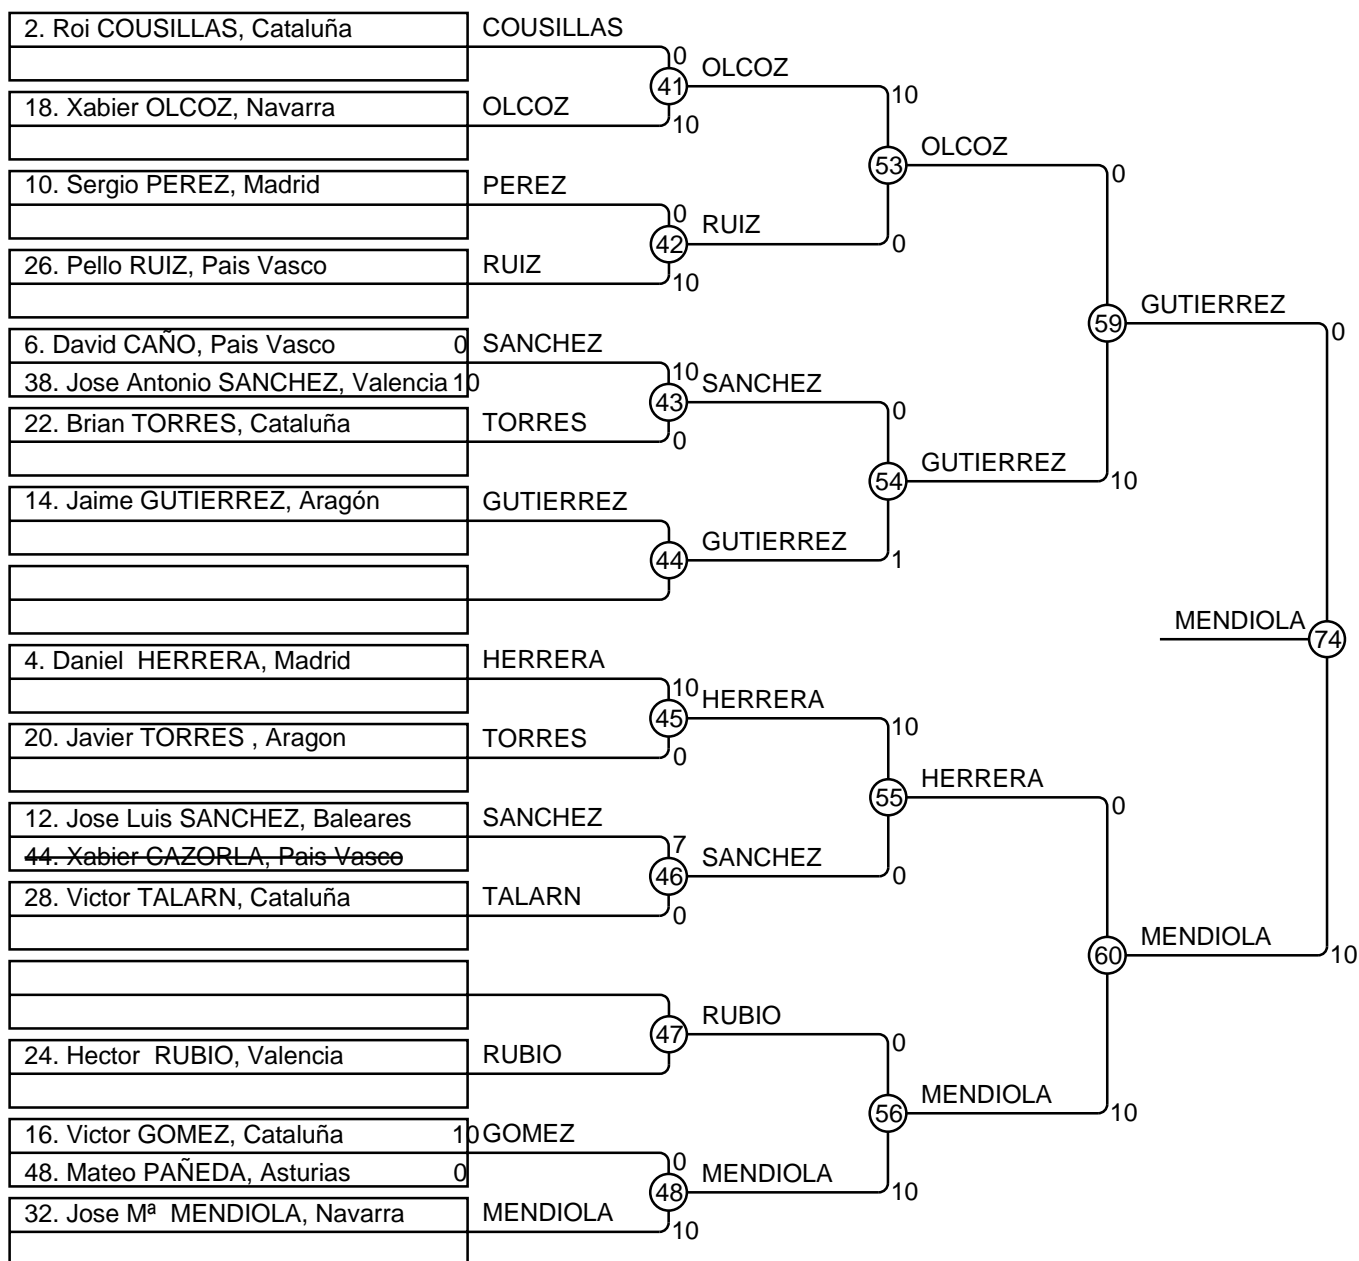 2. Roi COUSILLAS, Cataluña
COUSILLAS
0
OLCOZ
41
10
18. Xabier OLCOZ, Navarra
OLCOZ
10
OLCOZ
53
0
10. Sergio PEREZ, Madrid
PEREZ
0
RUIZ
42
0
26. Pello RUIZ, Pais Vasco
RUIZ
10
GUTIERREZ
59
0
6. David CAÑO, Pais Vasco 0
SANCHEZ
38. Jose Antonio SANCHEZ, Valencia 10
10
SANCHEZ
43
0
22. Brian TORRES, Cataluña
TORRES
0
GUTIERREZ
54
10
14. Jaime GUTIERREZ, Aragón
GUTIERREZ
GUTIERREZ
44
1
MENDIOLA
74
4. Daniel HERRERA, Madrid
HERRERA
10
HERRERA
45
10
20. Javier TORRES , Aragon
TORRES
0
HERRERA
55
0
12. Jose Luis SANCHEZ, Baleares
SANCHEZ
7
44. Xabier CAZORLA, Pais Vasco
SANCHEZ
46
0
28. Victor TALARN, Cataluña
TALARN
0
MENDIOLA
60
10
RUBIO
47
0
24. Hector RUBIO, Valencia
RUBIO
MENDIOLA
56
10
16. Victor GOMEZ, Cataluña 10
GOMEZ
0
48. Mateo PAÑEDA, Asturias 0
MENDIOLA
48
10
32. Jose Mª MENDIOLA, Navarra
MENDIOLA
10